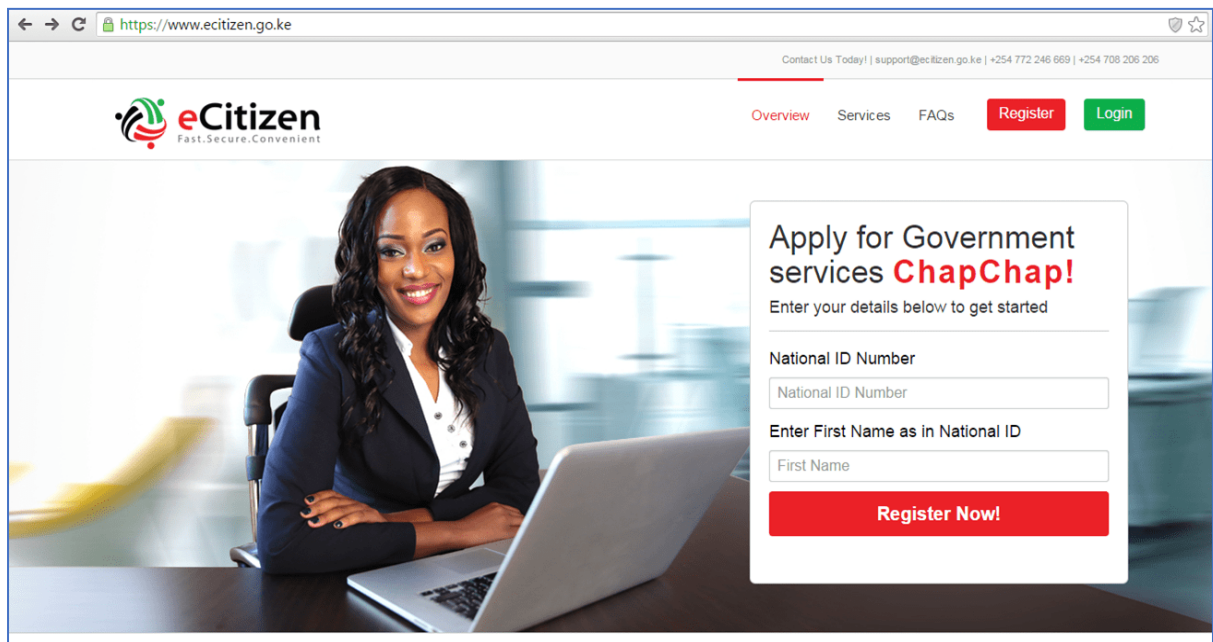 https://www.ecitizen.go.ke
Contact Us Today! | support@ecitizen.go.ke | +254 772 246 669 | +254 708 206 206
eCitizen
Fast.Secure.Convenient
Overview Services FAQs Register Login
Apply for Government
services ChapChap!
Enter your details below to get started
National ID Number
National ID Number
Enter First Name as in National ID
First Name
Register Now!